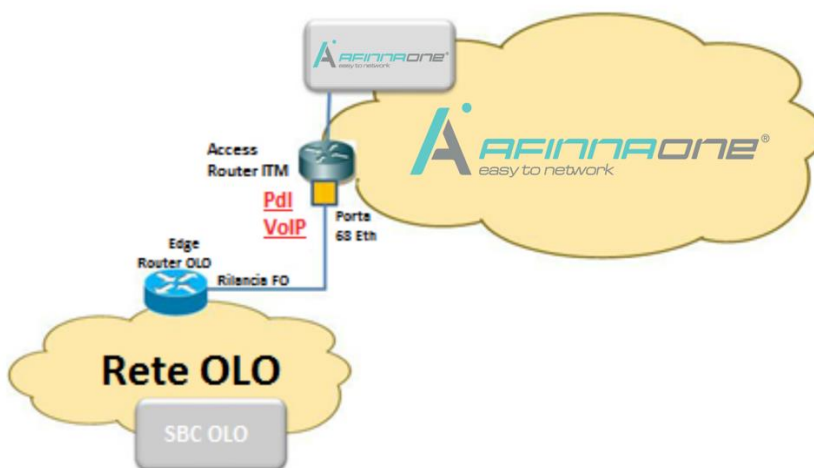 AFINNAONE®
easy to network
AFINNAONE®
easy to network
Access
Router ITM
PdI
VoIP
Porta
68 Eth
Edge
Router OLO
Rilancio FO
Rete OLO
SBC OLO